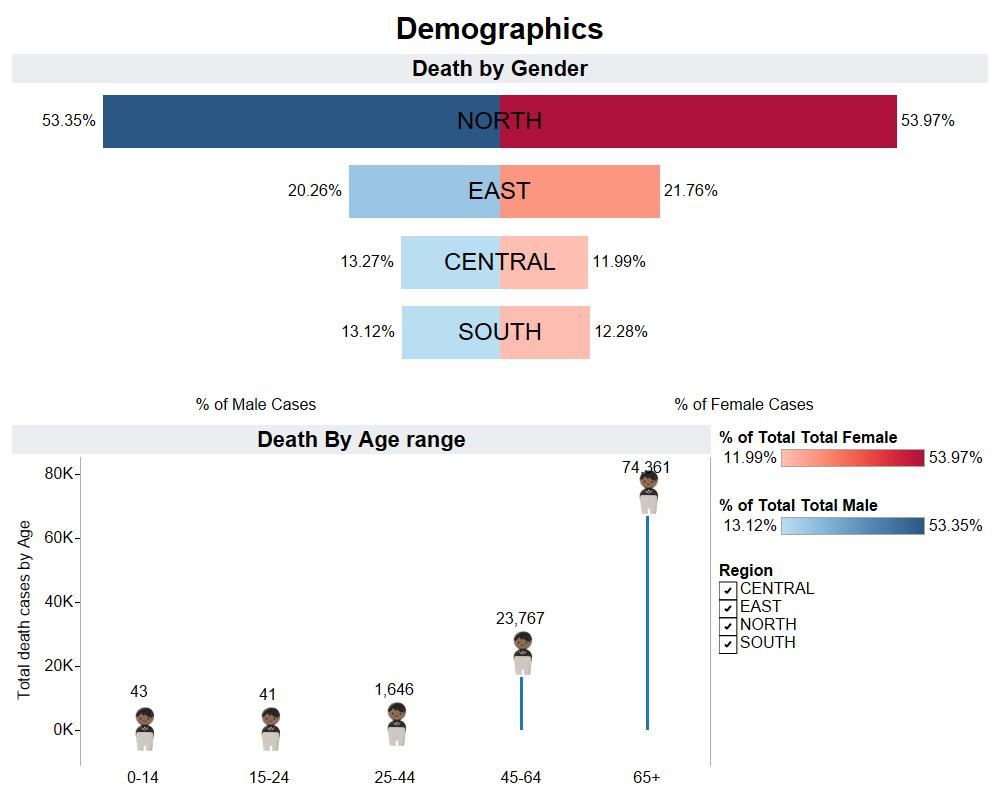 Demographics
Death by Gender
53.35% NORTH 53.97%
20.26% EAST 21.76%
13.27% CENTRAL 11.99%
13.12% SOUTH 12.28%
% of Male Cases % of Female Cases
Death By Age range
Total death cases by Age
80K
60K
40K
20K
0K
43
41
1,646
23,767
74,361
0-14 15-24 25-44 45-64 65+
% of Total Total Female
11.99% 53.97%
% of Total Total Male
13.12% 53.35%
Region
CENTRAL
EAST
NORTH
SOUTH